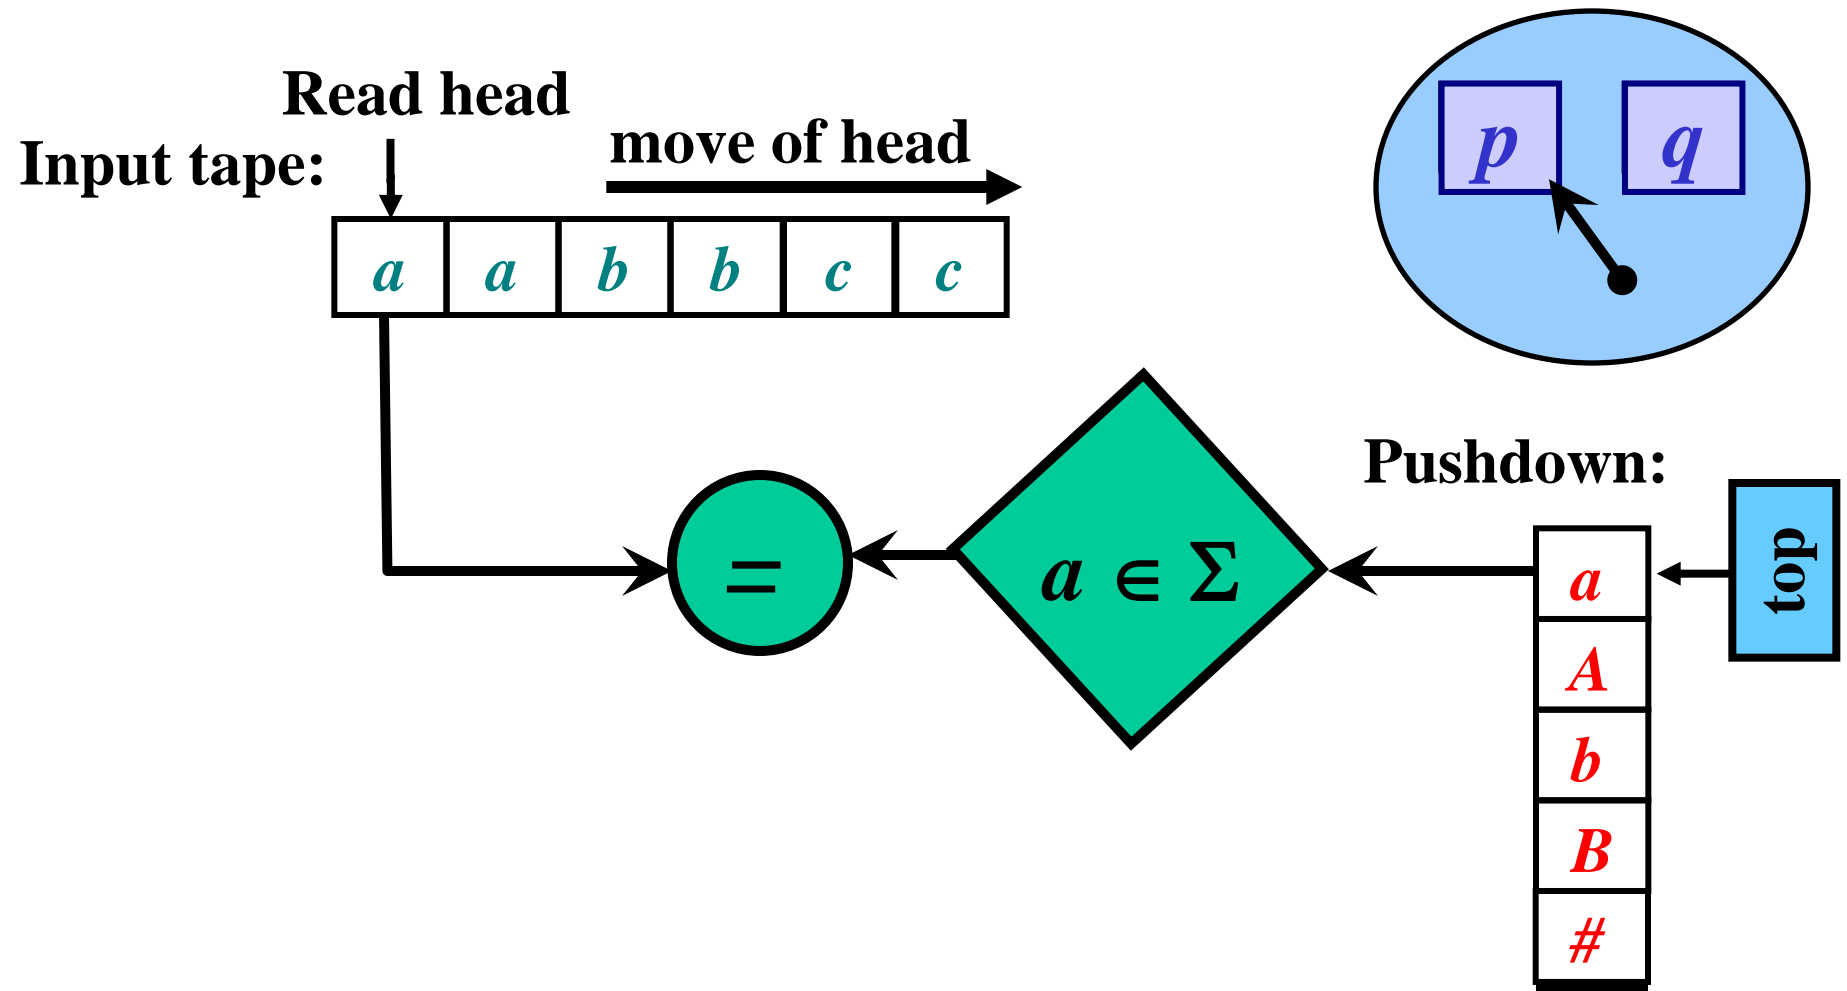 Read head
Input tape:
move of head
p q
a a b b c c
Pushdown:
top
= a ∈ Σ
a
A
b
B
#